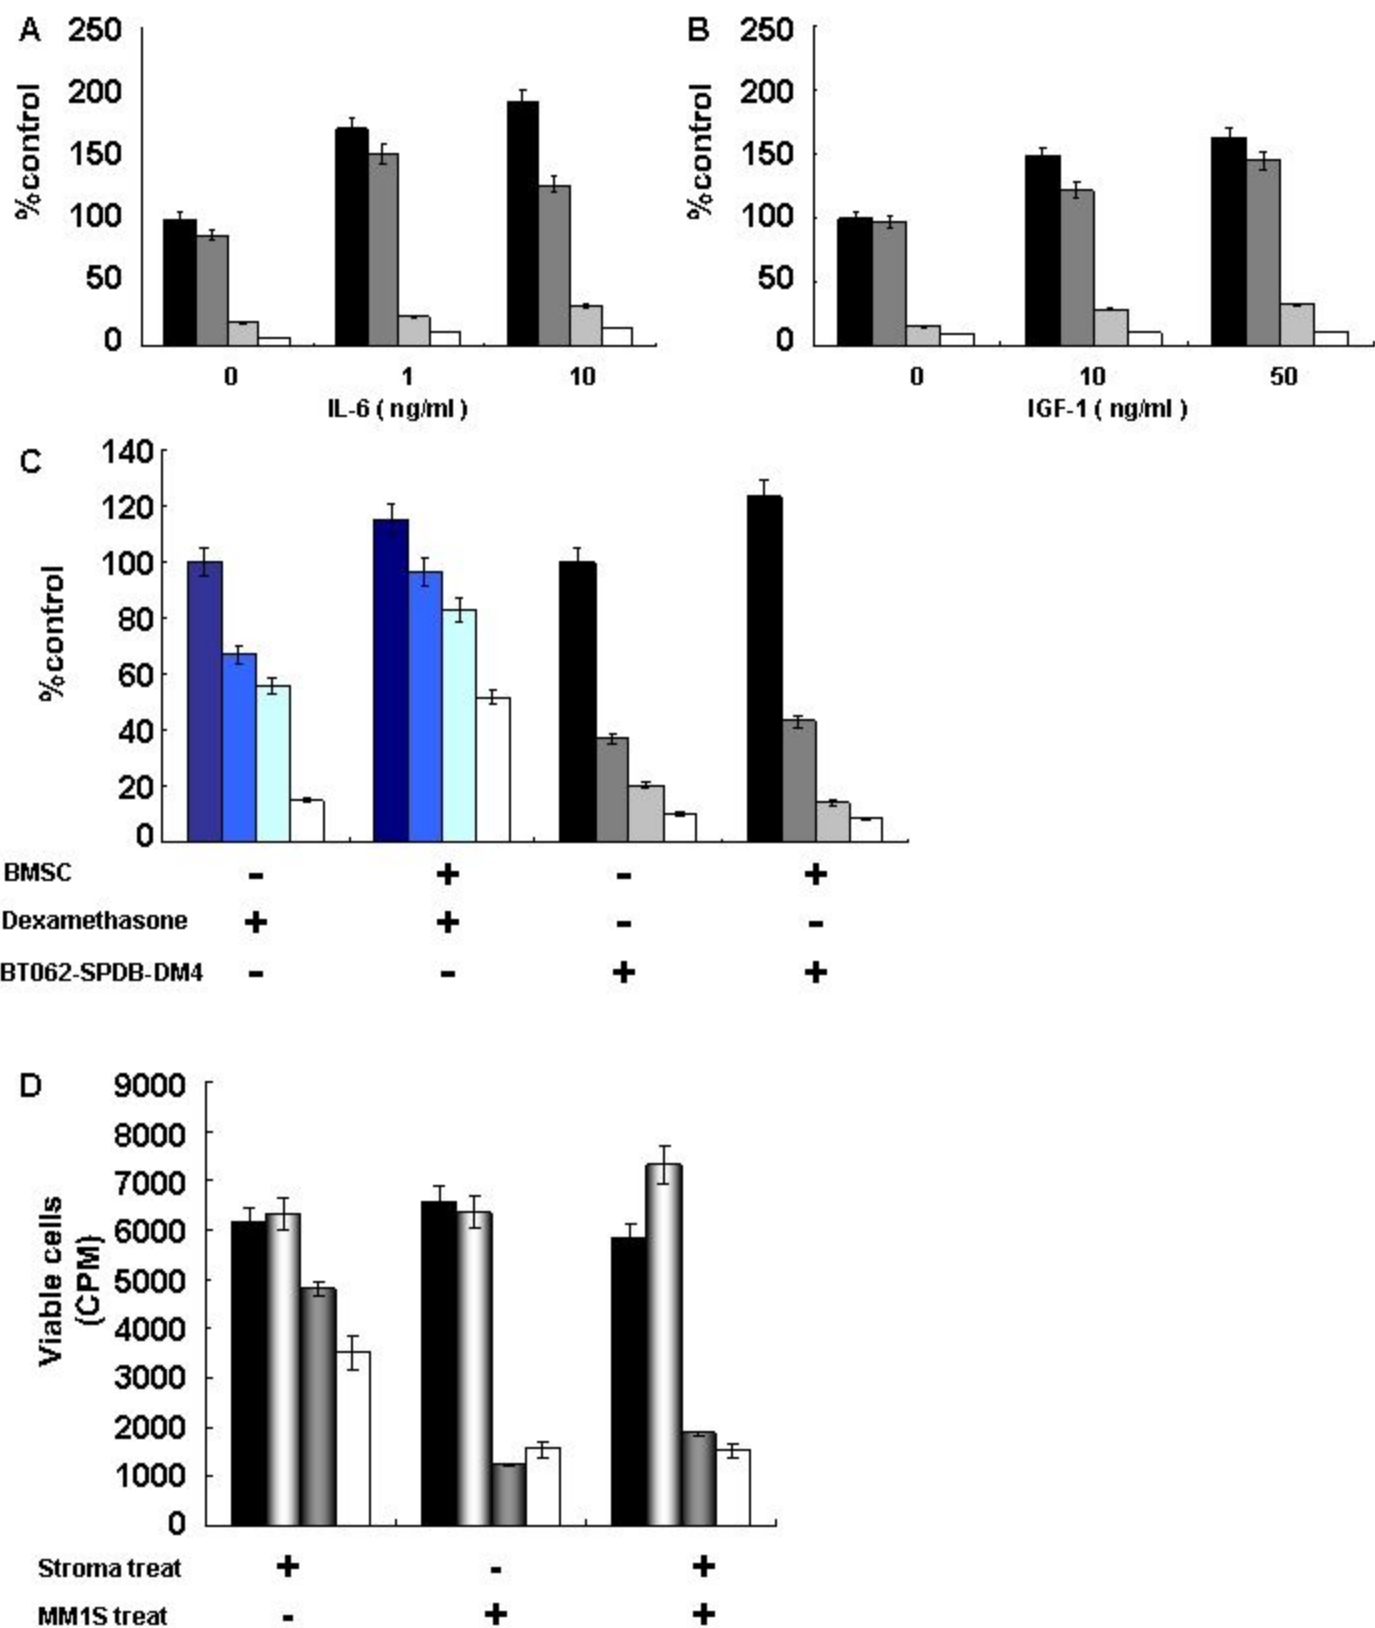 A
250
200
150
100
50
0
%control
0 1 10
IL-6 ( ng/ml )
B
250
200
150
100
50
0
%control
0 10 50
IGF-1 ( ng/ml )
C
140
120
100
80
60
40
20
0
%control
BMSC - + - +
Dexamethasone + + - -
BT062-SPDB-DM4 - - + +
D
9000
8000
7000
6000
5000
4000
3000
2000
1000
0
Viable cells
(CPM)
Stroma treat + - +
MM1S treat - + +